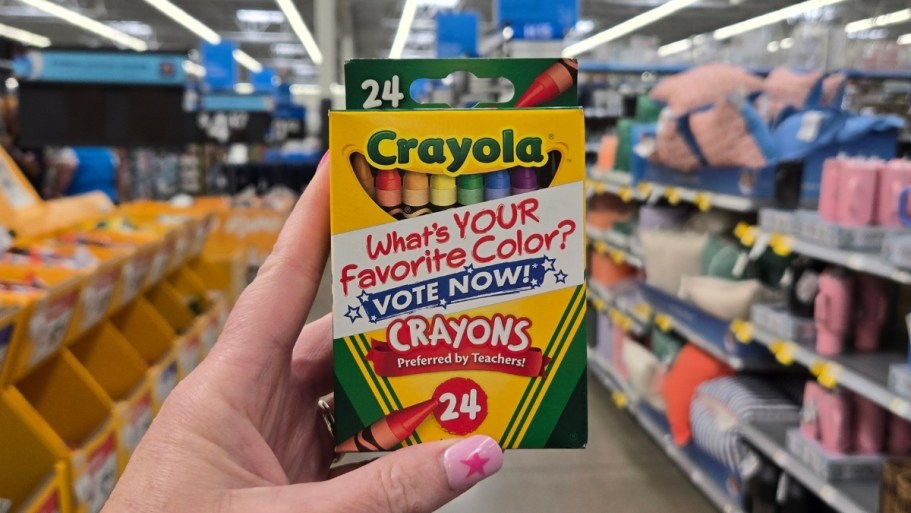 24
Crayola
What's YOUR
favorite Color?
VOTE NOW!
CRAYONS
Preferred by Teachers!
24